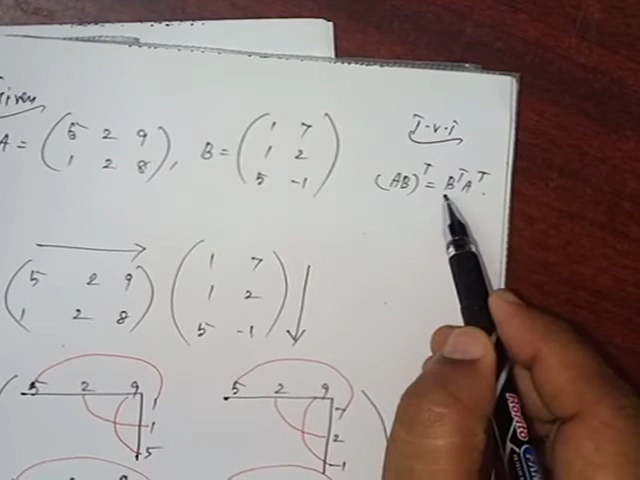 Given
T-v-i
A = ( 5 2 9
1 2 8 ), B = ( 1 7
1 2
5 -1 )
(AB)ᵀ = BᵀAᵀ.
( 5 2 9
1 2 8 ) ( 1 7
1 2
5 -1 )
5 2 9 1
1
5
5 2 9 7
2
-1
Rorito